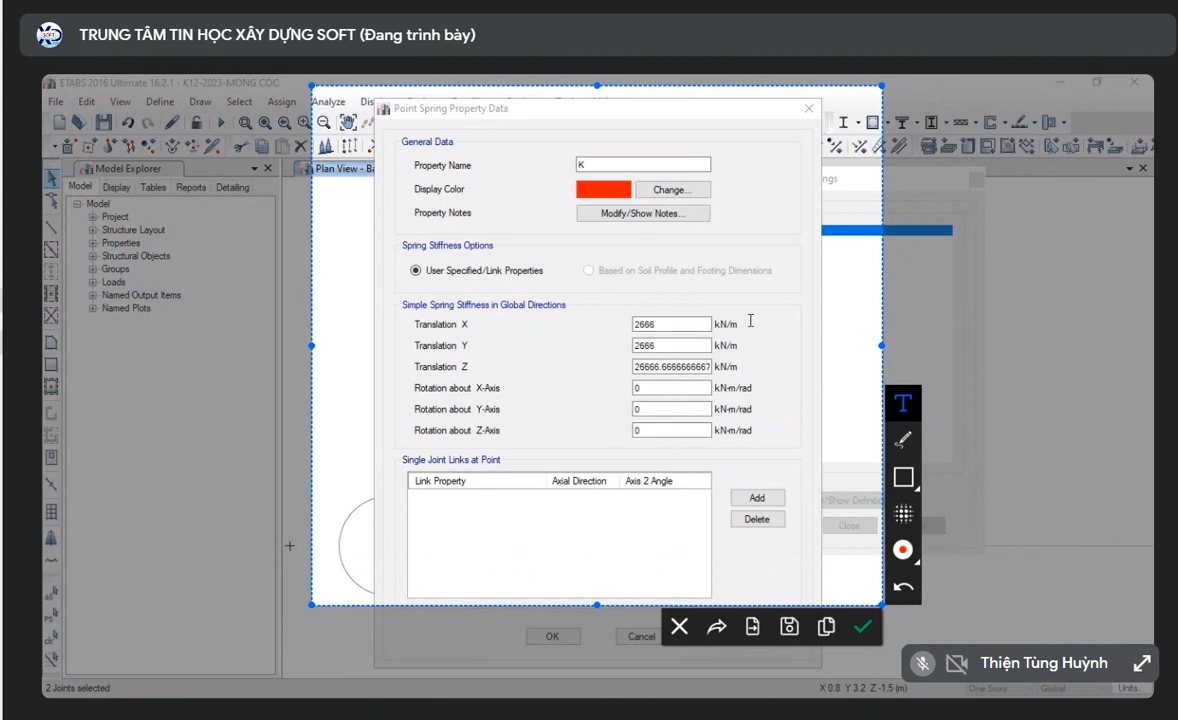 TRUNG TÂM TIN HỌC XÂY DỰNG SOFT (Đang trình bày)
ETABS 2016 Ultimate 16.2.1 - K12-2023-MONG COC
File Edit View Define Draw Select Assign Analyze
Point Spring Property Data
Model Explorer
Plan View - Ba
Model Display Tables Reports Detailing
Model
Project
Structure Layout
Properties
Structural Objects
Groups
Loads
Named Output Items
Named Plots
General Data
Property Name K
Display Color Change...
Property Notes Modify/Show Notes...
Spring Stiffness Options
User Specified/Link Properties Based on Soil Profile and Footing Dimensions
Simple Spring Stiffness in Global Directions
Translation X 2666 kN/m
Translation Y 2666 kN/m
Translation Z 26666.6666666667 kN/m
Rotation about X-Axis 0 kN-m/rad
Rotation about Y-Axis 0 kN-m/rad
Rotation about Z-Axis 0 kN-m/rad
Single Joint Links at Point
Link Property Axial Direction Axis 2 Angle
Add
Delete
/Show Definiti
Close
OK Cancel
T
Thiện Tùng Huỳnh
2 Joints selected
X 0.8 Y 3.2 Z -1.5 (m)
One Story Global Units...